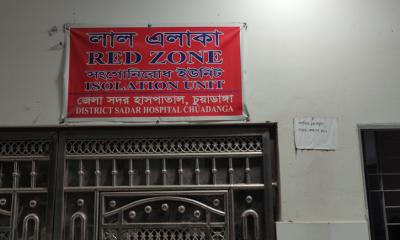 লাল এলাকা
RED ZONE
সংগোনিরোধ ইউনিট
ISOLATION UNIT
জেলা সদর হাসপাতাল, চুয়াডাঙ্গা
DISTRICT SADAR HOSPITAL CHUADANGA